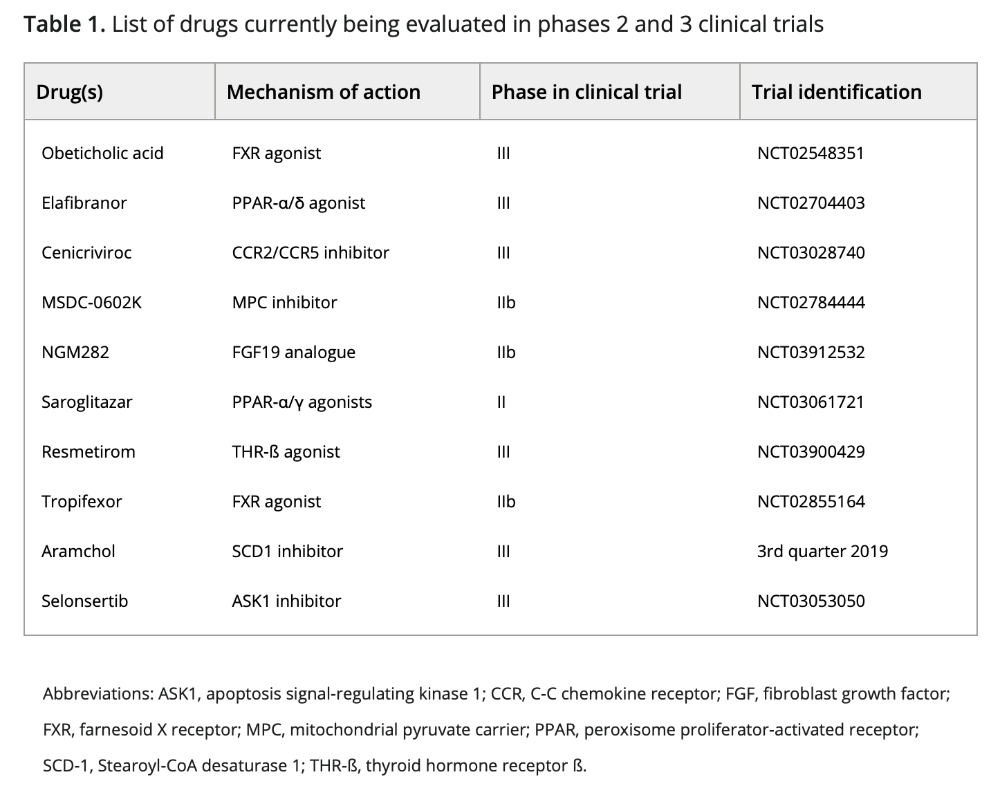 Table 1. List of drugs currently being evaluated in phases 2 and 3 clinical trials
Drug(s) Mechanism of action Phase in clinical trial Trial identification
Obeticholic acid FXR agonist III NCT02548351
Elafibranor PPAR-α/δ agonist III NCT02704403
Cenicriviroc CCR2/CCR5 inhibitor III NCT03028740
MSDC-0602K MPC inhibitor IIb NCT02784444
NGM282 FGF19 analogue IIb NCT03912532
Saroglitazar PPAR-α/γ agonists II NCT03061721
Resmetirom THR-ß agonist III NCT03900429
Tropifexor FXR agonist IIb NCT02855164
Aramchol SCD1 inhibitor III 3rd quarter 2019
Selonsertib ASK1 inhibitor III NCT03053050
Abbreviations: ASK1, apoptosis signal-regulating kinase 1; CCR, C-C chemokine receptor; FGF, fibroblast growth factor;
FXR, farnesoid X receptor; MPC, mitochondrial pyruvate carrier; PPAR, peroxisome proliferator-activated receptor;
SCD-1, Stearoyl-CoA desaturase 1; THR-ß, thyroid hormone receptor ß.